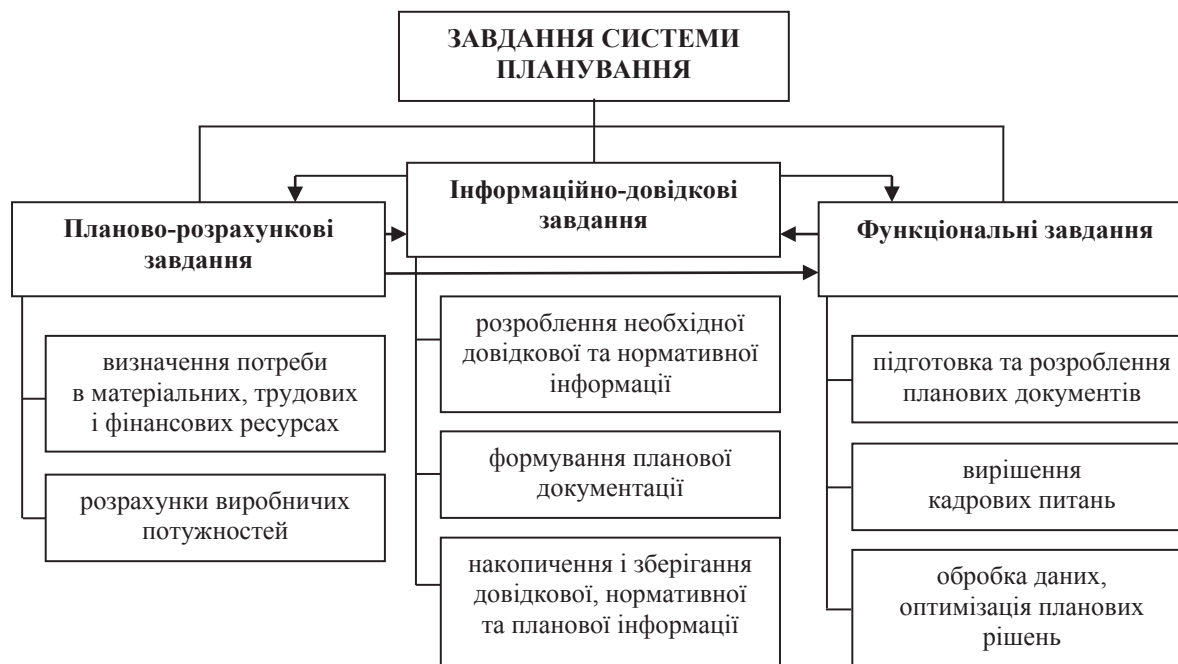 ЗАВДАННЯ СИСТЕМИ
ПЛАНУВАННЯ
Планово-розрахункові
завдання
визначення потреби
в матеріальних, трудових
і фінансових ресурсах
розрахунки виробничих
потужностей
Інформаційно-довідкові
завдання
розроблення необхідної
довідкової та нормативної
інформації
формування планової
документації
накопичення і зберігання
довідкової, нормативної
та планової інформації
Функціональні завдання
підготовка та розроблення
планових документів
вирішення
кадрових питань
обробка даних,
оптимізація планових
рішень